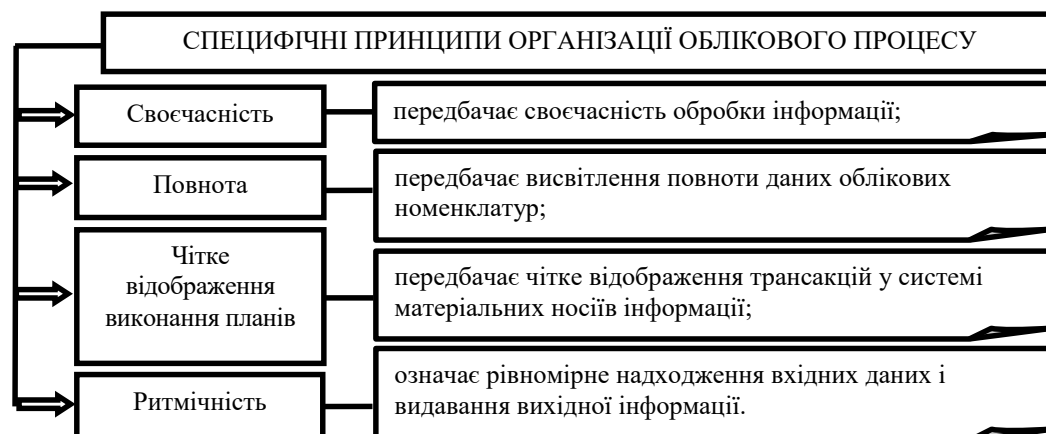 СПЕЦИФІЧНІ ПРИНЦИПИ ОРГАНІЗАЦІЇ ОБЛІКОВОГО ПРОЦЕСУ
Своєчасність
передбачає своєчасність обробки інформації;
Повнота
передбачає висвітлення повноти даних облікових
номенклатур;
Чітке
відображення
виконання планів
передбачає чітке відображення трансакцій у системі
матеріальних носіїв інформації;
Ритмічність
означає рівномірне надходження вхідних даних і
видавання вихідної інформації.